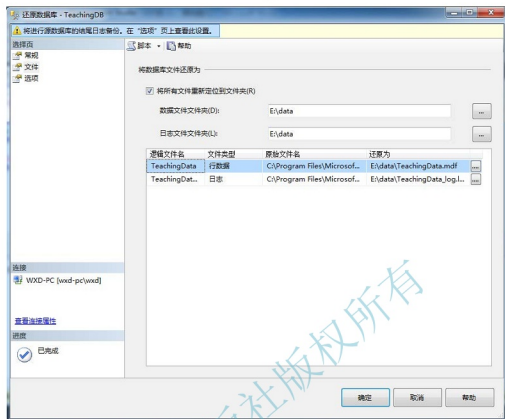 还原数据库 - TeachingDB
将进行源数据库的结尾日志备份。在“选项”页上查看此设置。
选择页
常规
文件
选项
脚本
帮助
将数据库文件还原为
将所有文件重新定位到文件夹(R)
数据文件文件夹(D): E:\data ...
日志文件文件夹(L): E:\data ...
逻辑文件名 文件类型 原始文件名 还原为
TeachingData 行数据 C:\Program Files\Microsof... E:\data\TeachingData.mdf ...
TeachingDat... 日志 C:\Program Files\Microsof... E:\data\TeachingData_log.l... ...
连接
WXD-PC [wxd-pc\wxd]
查看连接属性
进度
已完成
确定 取消 帮助
社版权所有